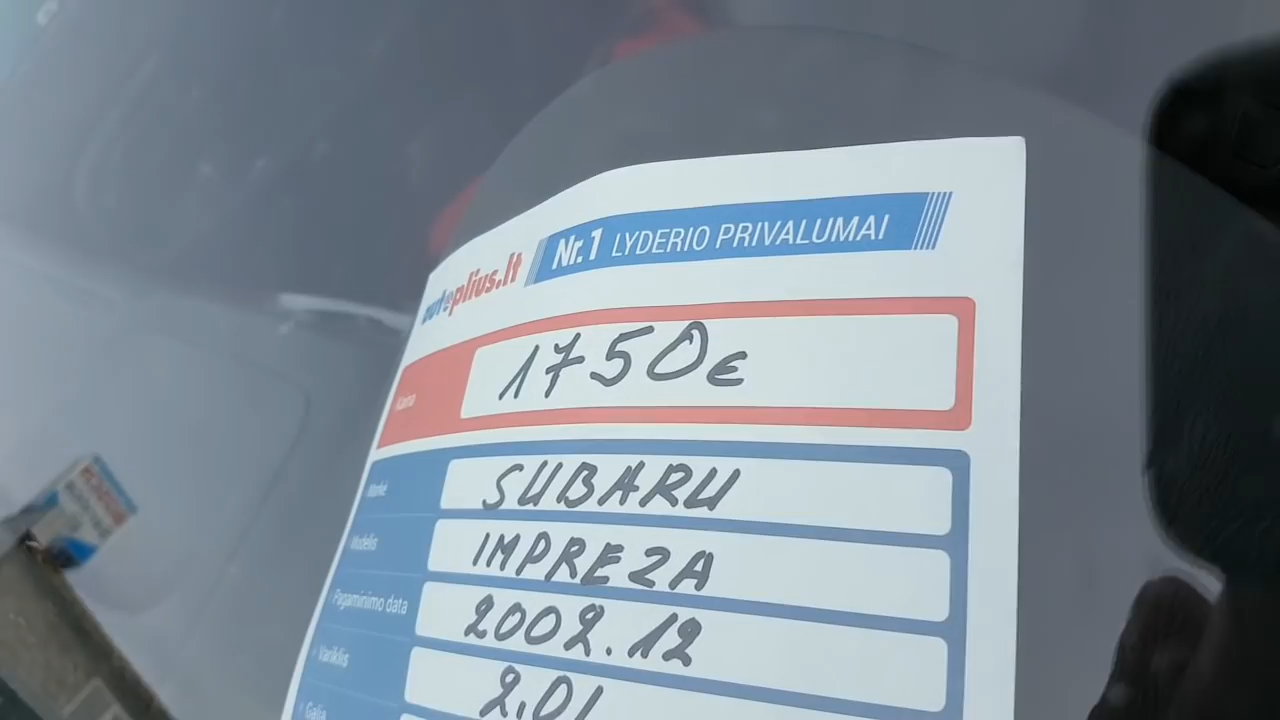 autoplius.lt Nr.1 LYDERIO PRIVALUMAI
Kaina 1750€
Markė SUBARU
Modelis IMPREZA
Pagaminimo data 2002.12
Variklis 2,0l
Galia